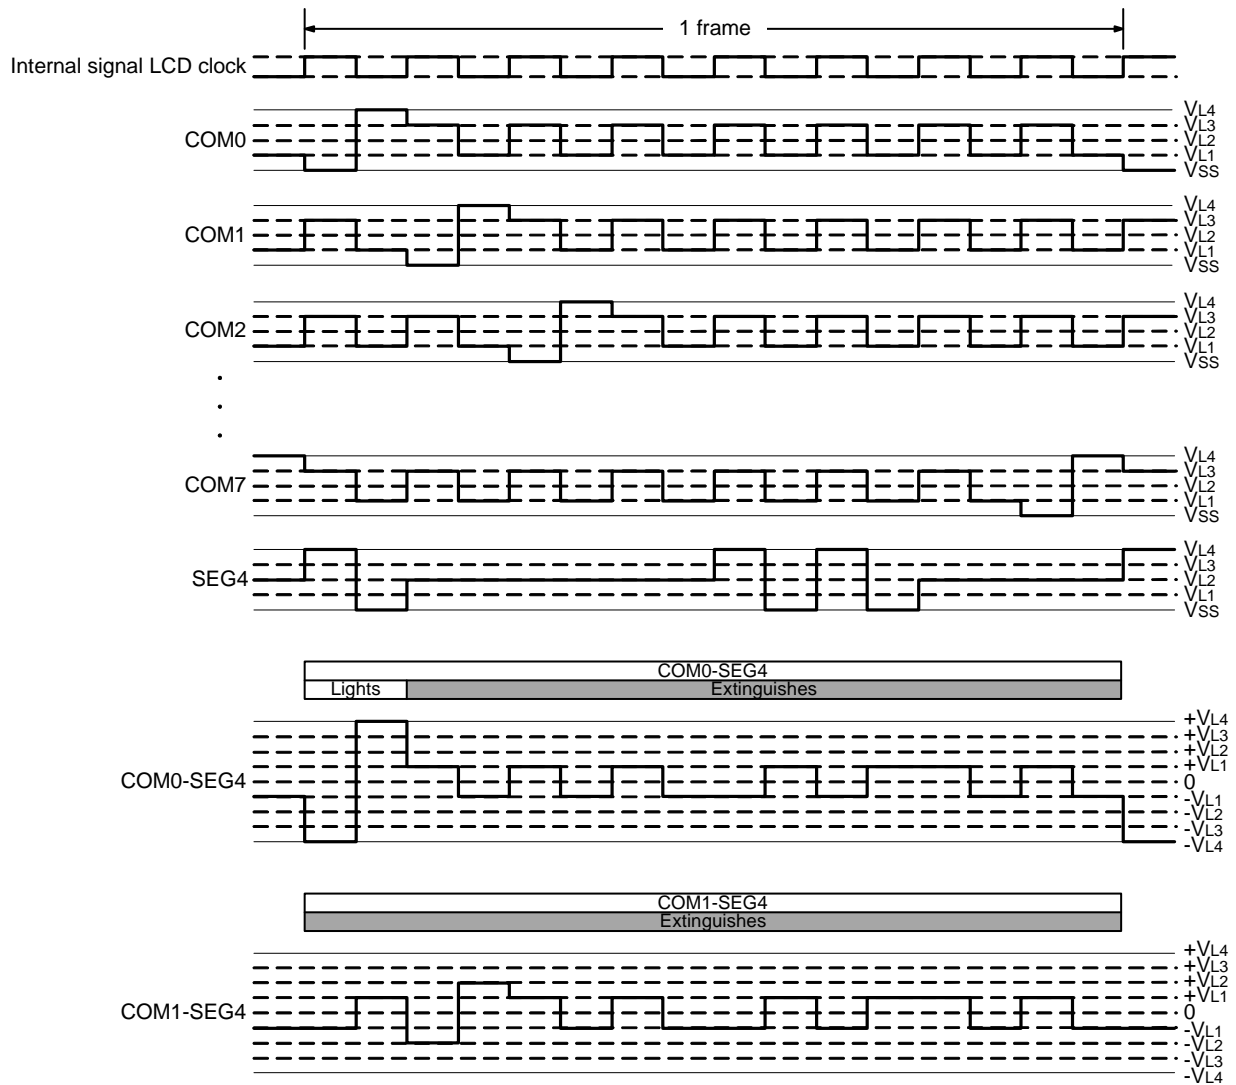 1 frame
Internal signal LCD clock
COM0
VL4
VL3
VL2
VL1
VSS
COM1
VL4
VL3
VL2
VL1
VSS
COM2
VL4
VL3
VL2
VL1
VSS
.
.
.
COM7
VL4
VL3
VL2
VL1
VSS
SEG4
VL4
VL3
VL2
VL1
VSS
COM0-SEG4
Lights Extinguishes
COM0-SEG4
+VL4
+VL3
+VL2
+VL1
0
-VL1
-VL2
-VL3
-VL4
COM1-SEG4
Extinguishes
COM1-SEG4
+VL4
+VL3
+VL2
+VL1
0
-VL1
-VL2
-VL3
-VL4